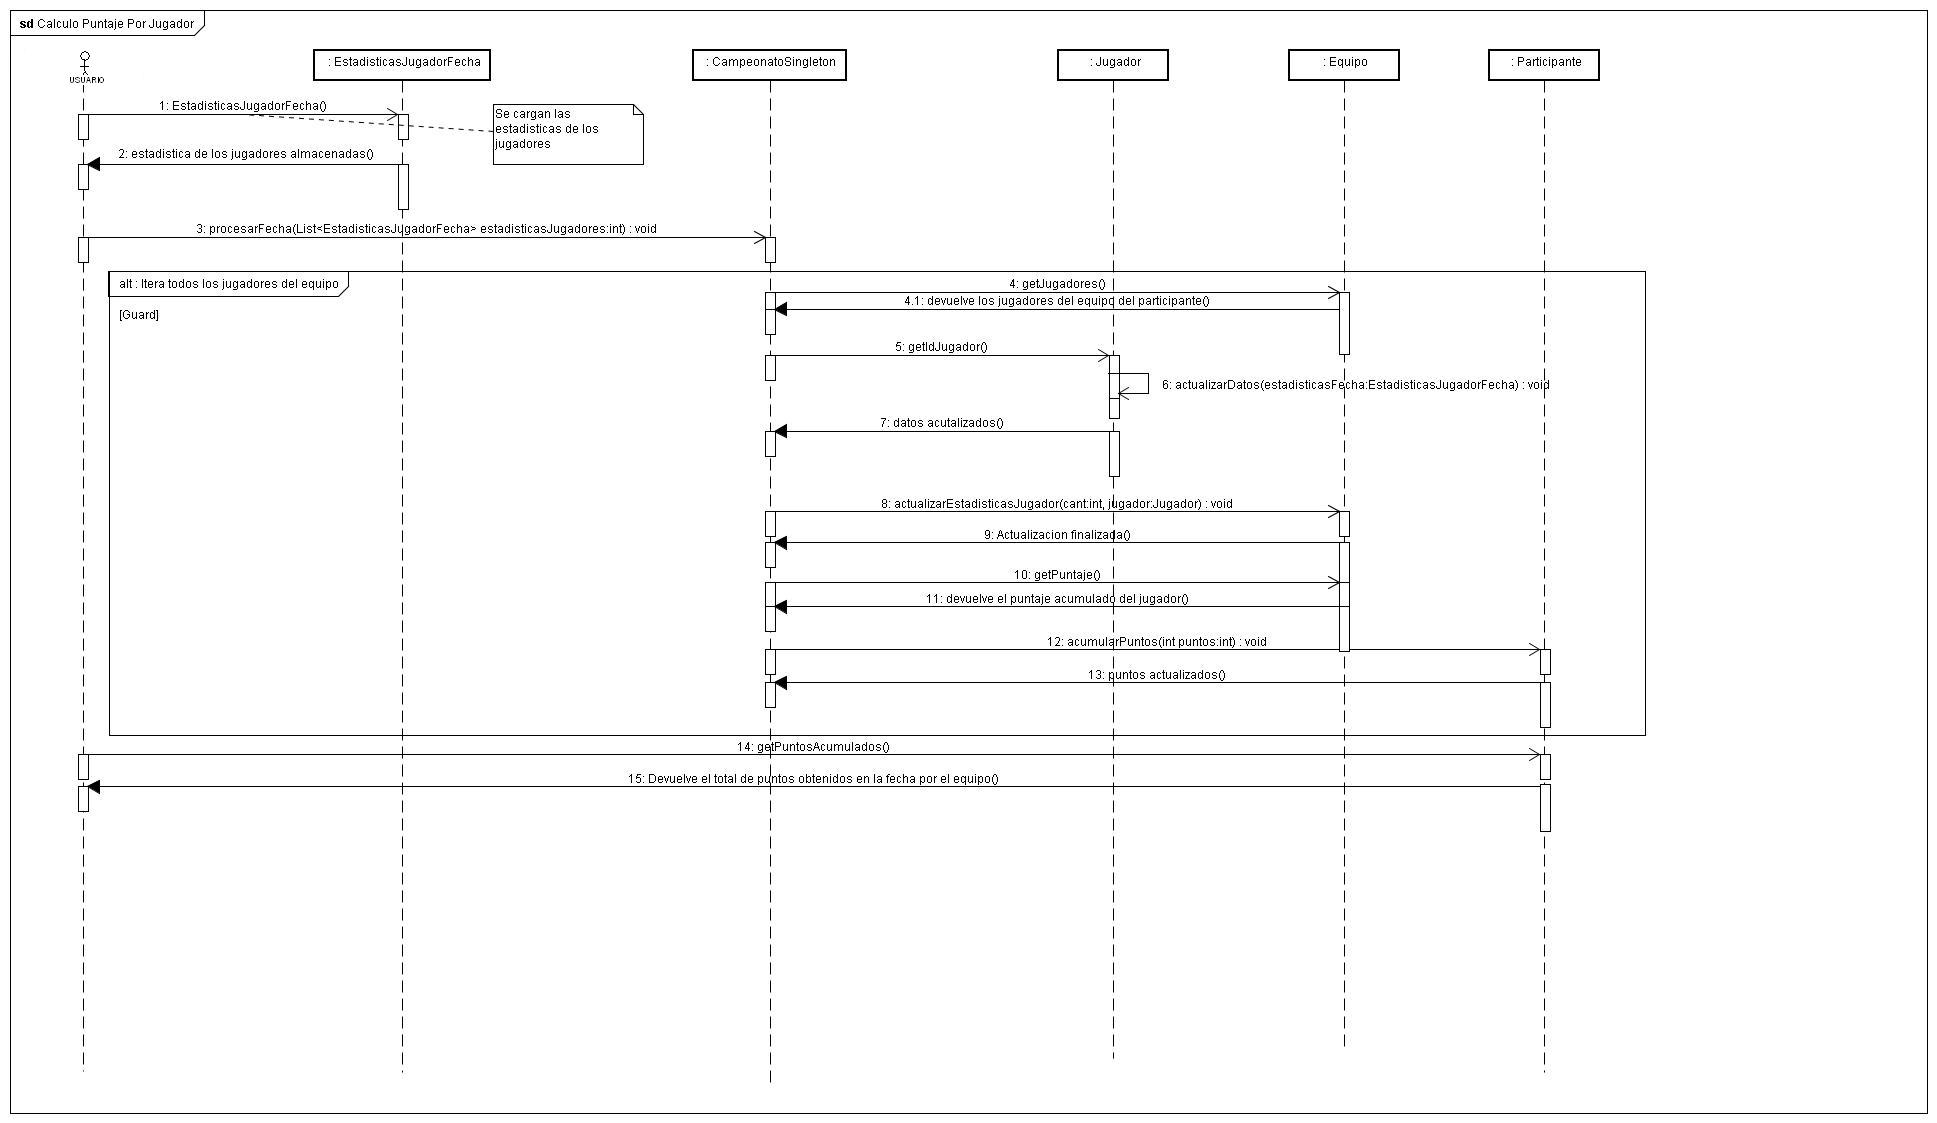 sd Calculo Puntaje Por Jugador
USUARIO
: EstadisticasJugadorFecha
: CampeonatoSingleton
: Jugador
: Equipo
: Participante
1: EstadisticasJugadorFecha()
Se cargan las
estadisticas de los
jugadores
2: estadistica de los jugadores almacenadas()
3: procesarFecha(List<EstadisticasJugadorFecha> estadisticasJugadores:int) : void
alt : Itera todos los jugadores del equipo
[Guard]
4: getJugadores()
4.1: devuelve los jugadores del equipo del participante()
5: getIdJugador()
6: actualizarDatos(estadisticasFecha:EstadisticasJugadorFecha) : void
7: datos acutalizados()
8: actualizarEstadisticasJugador(cant:int, jugador:Jugador) : void
9: Actualizacion finalizada()
10: getPuntaje()
11: devuelve el puntaje acumulado del jugador()
12: acumularPuntos(int puntos:int) : void
13: puntos actualizados()
14: getPuntosAcumulados()
15: Devuelve el total de puntos obtenidos en la fecha por el equipo()